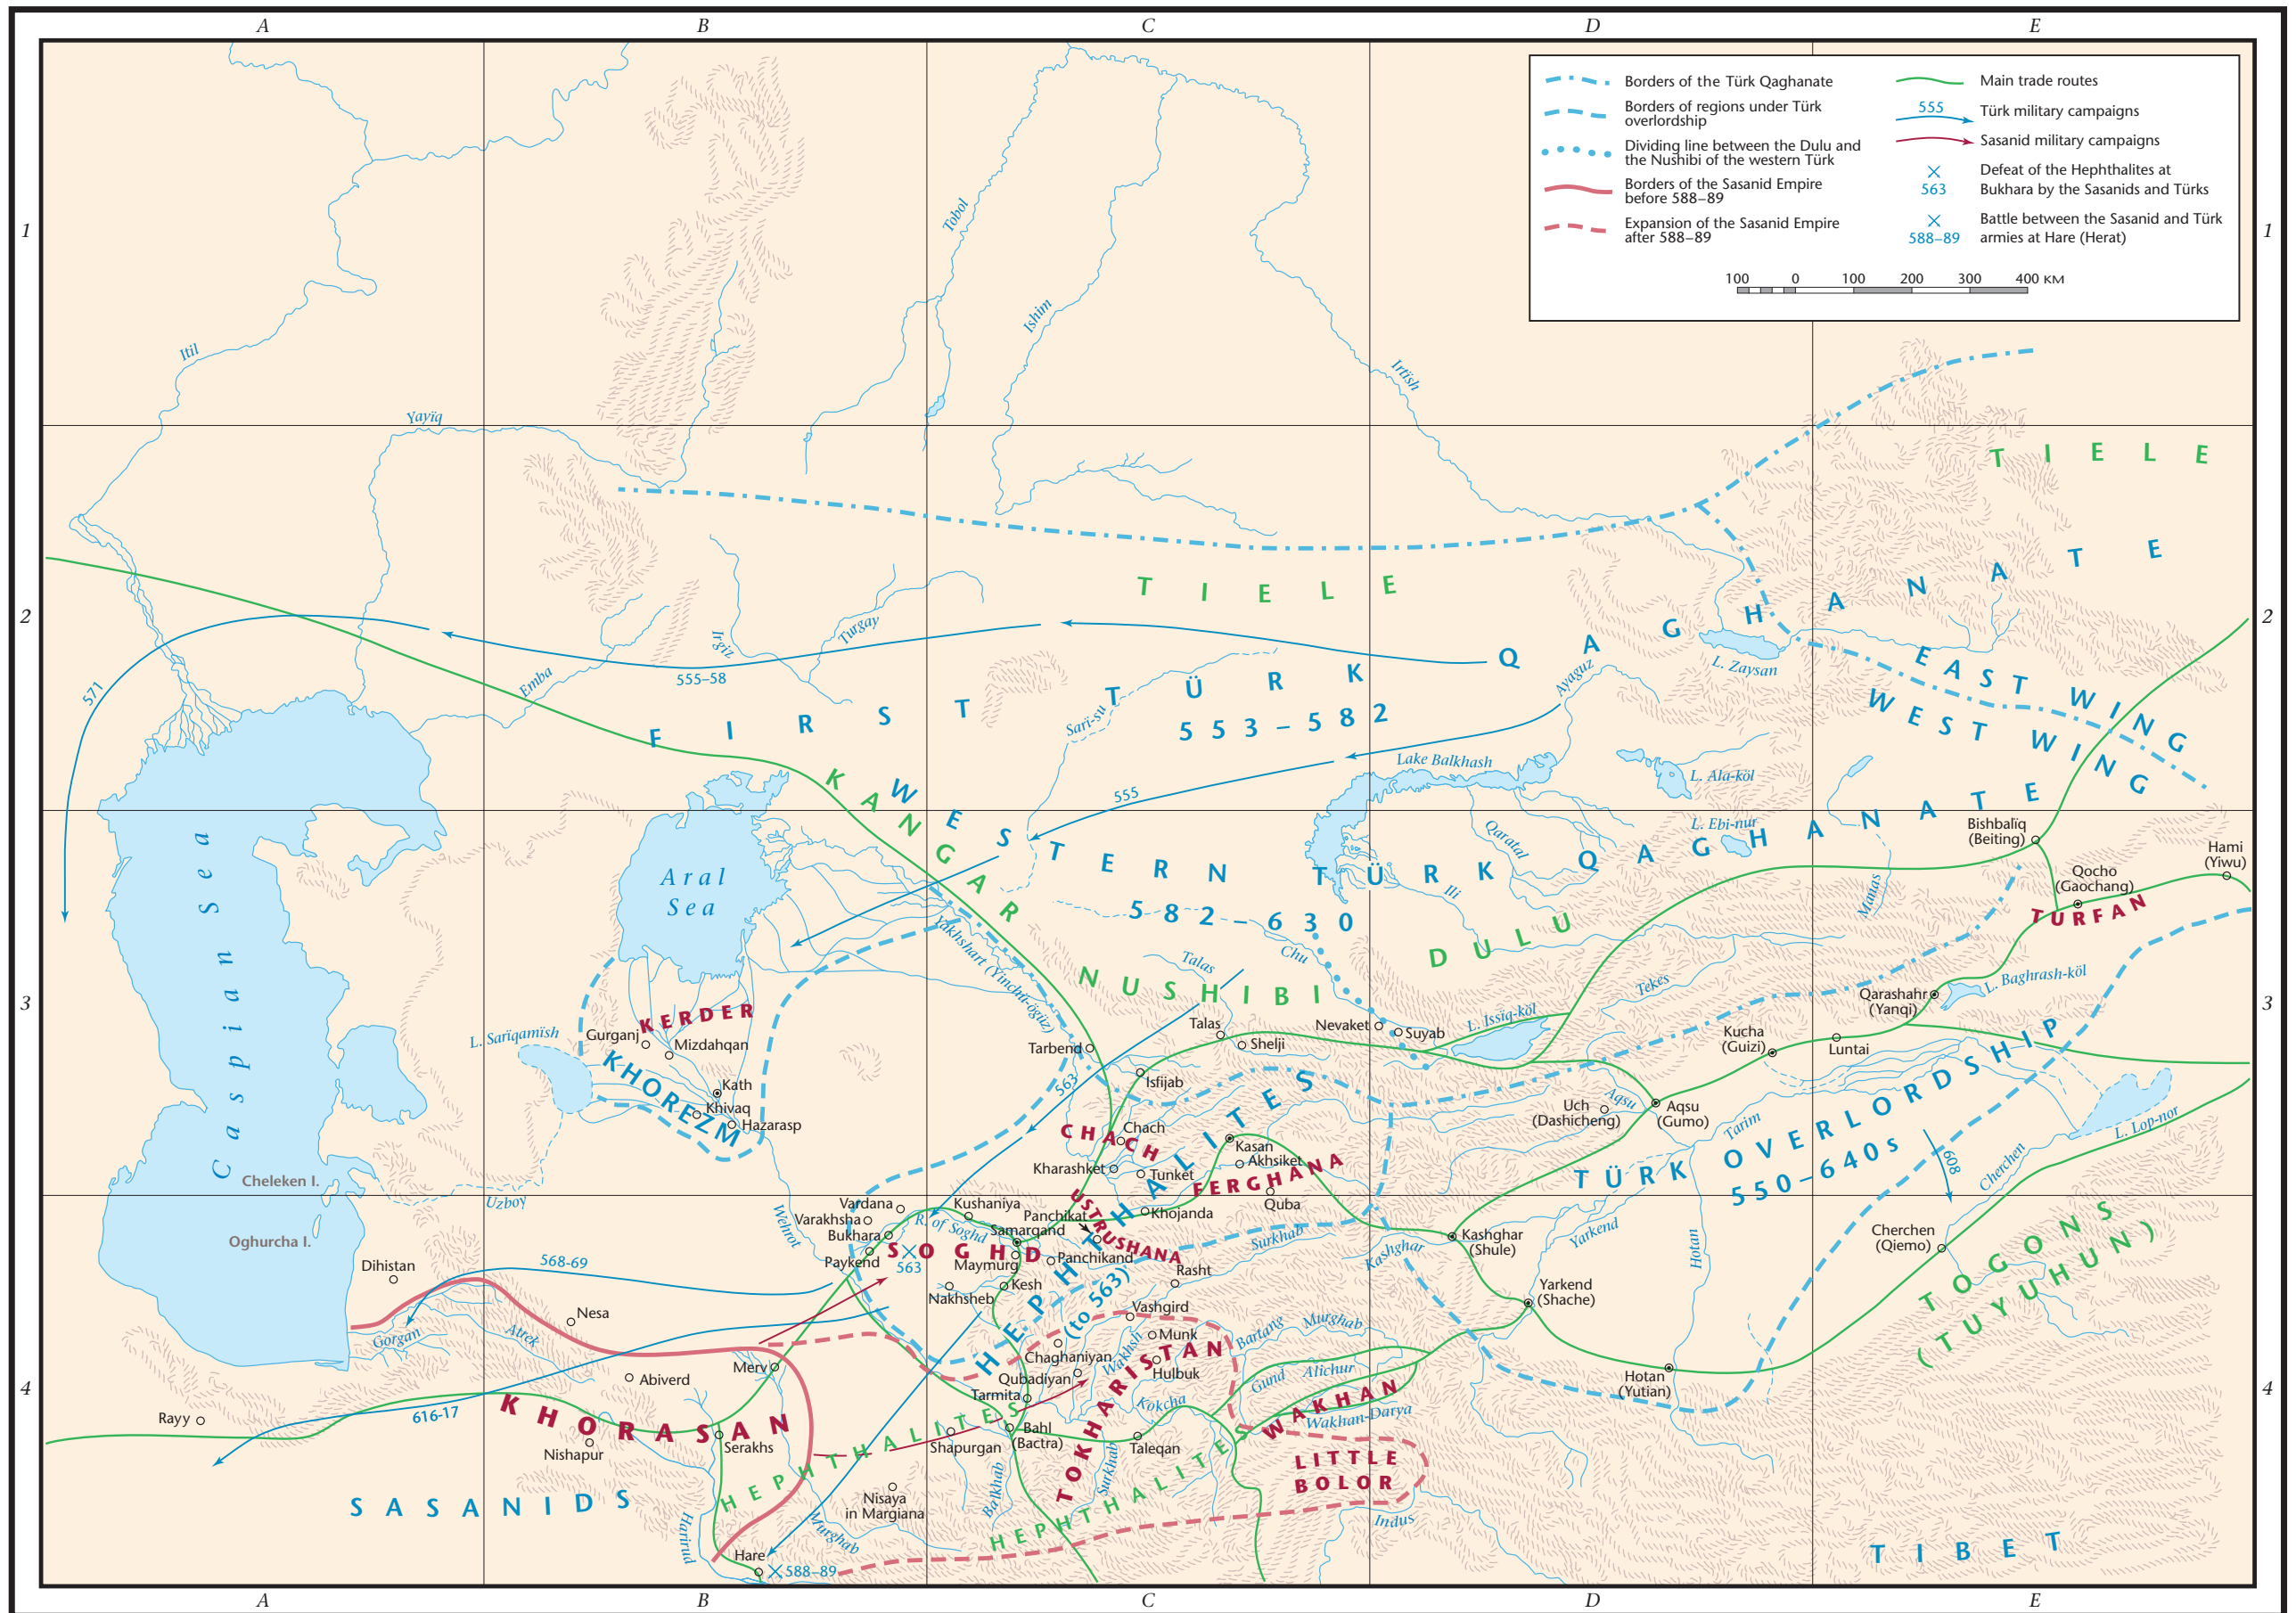 A B C D E
1 1
2 2
3 3
4 4
A B C D E
Borders of the Türk Qaghanate
Borders of regions under Türk
overlordship
Dividing line between the Dulu and
the Nushibi of the western Türk
Borders of the Sasanid Empire
before 588–89
Expansion of the Sasanid Empire
after 588–89
Main trade routes
555
Türk military campaigns
Sasanid military campaigns
563
Defeat of the Hephthalites at
Bukhara by the Sasanids and Türks
588–89
Battle between the Sasanid and Türk
armies at Hare (Herat)
100 0 100 200 300 400 KM
Itil
Yayïq
Tobol
Ishim
Irtïsh
TIELE
TIELE
Irgiz
Turgay
Emba
555–58
571
Sarï-su
Ayaguz
L. Zaysan
FIRST TÜRK QAGHANATE
553–582
EAST WING
WEST WING
Lake Balkhash
L. Ala-köl
L. Ebi-nur
555
KANGAR
WESTERN TÜRK QAGHANATE
582–630
Qaratal
Ili
Manas
DULU
NUSHIBI
Talas
Chu
Tekes
L. Issïq-köl
Bishbalïq
(Beiting)
Hami
(Yiwu)
Qocho
(Gaochang)
TURFAN
Qarashahr
(Yanqi)
L. Baghrash-köl
Kucha
(Guizi)
Luntai
Caspian Sea
Aral
Sea
Yakhshart (Yinchü-ögüz)
KERDER
Gurganj
Mizdahqan
L. Sarïqamïsh
KHOREZM
Kath
Khivaq
Hazarasp
Tarbend
Talas
Shelji
Nevaket
Suyab
Isfijab
563
Uch
(Dashicheng)
Aqsu
Aqsu
(Gumo)
Tarim
TÜRK OVERLORDSHIP
550–640s
L. Lop-nor
Cherchen
608
CHACH
Chach
Kharashket
Tunket
Kasan
Akhsiket
FERGHANA
Quba
Khojanda
USTRUSHANA
HEPHTHALITES
(to 563)
Cheleken I.
Oghurcha I.
Uzboy
Wehrot
Vardana
Varakhsha
Bukhara
Paykend
Kushaniya
R. of Soghd
Panchikat
Samarqand
SOGHD
563
Maymurg
Panchikand
Nakhsheb
Kesh
Surkhab
Rasht
Kashghar
Kashghar
(Shule)
Yarkend
Hotan
Cherchen
(Qiemo)
TOGONS
(TUYUHUN)
Yarkend
(Shache)
Dihistan
568-69
Nesa
Gorgan
Atrek
Vashgird
Munk
Chaghaniyan
Wakhsh
Hulbuk
Qubadiyan
Tarmita
Bartang
Murghab
Gund
Alichur
Kokcha
WAKHAN
Wakhan-Darya
Hotan
(Yutian)
Merv
Abiverd
Rayy
616-17
KHORASAN
Nishapur
Serakhs
HEPHTHALITES
Shapurgan
Bahl
(Bactra)
TOKHARISTAN
Taleqan
LITTLE
BOLOR
SASANIDS
Nisaya
in Margiana
Balkhab
Surkhab
HEPHTHALITES
Indus
Harirud
Murghab
Hare
588–89
TIBET